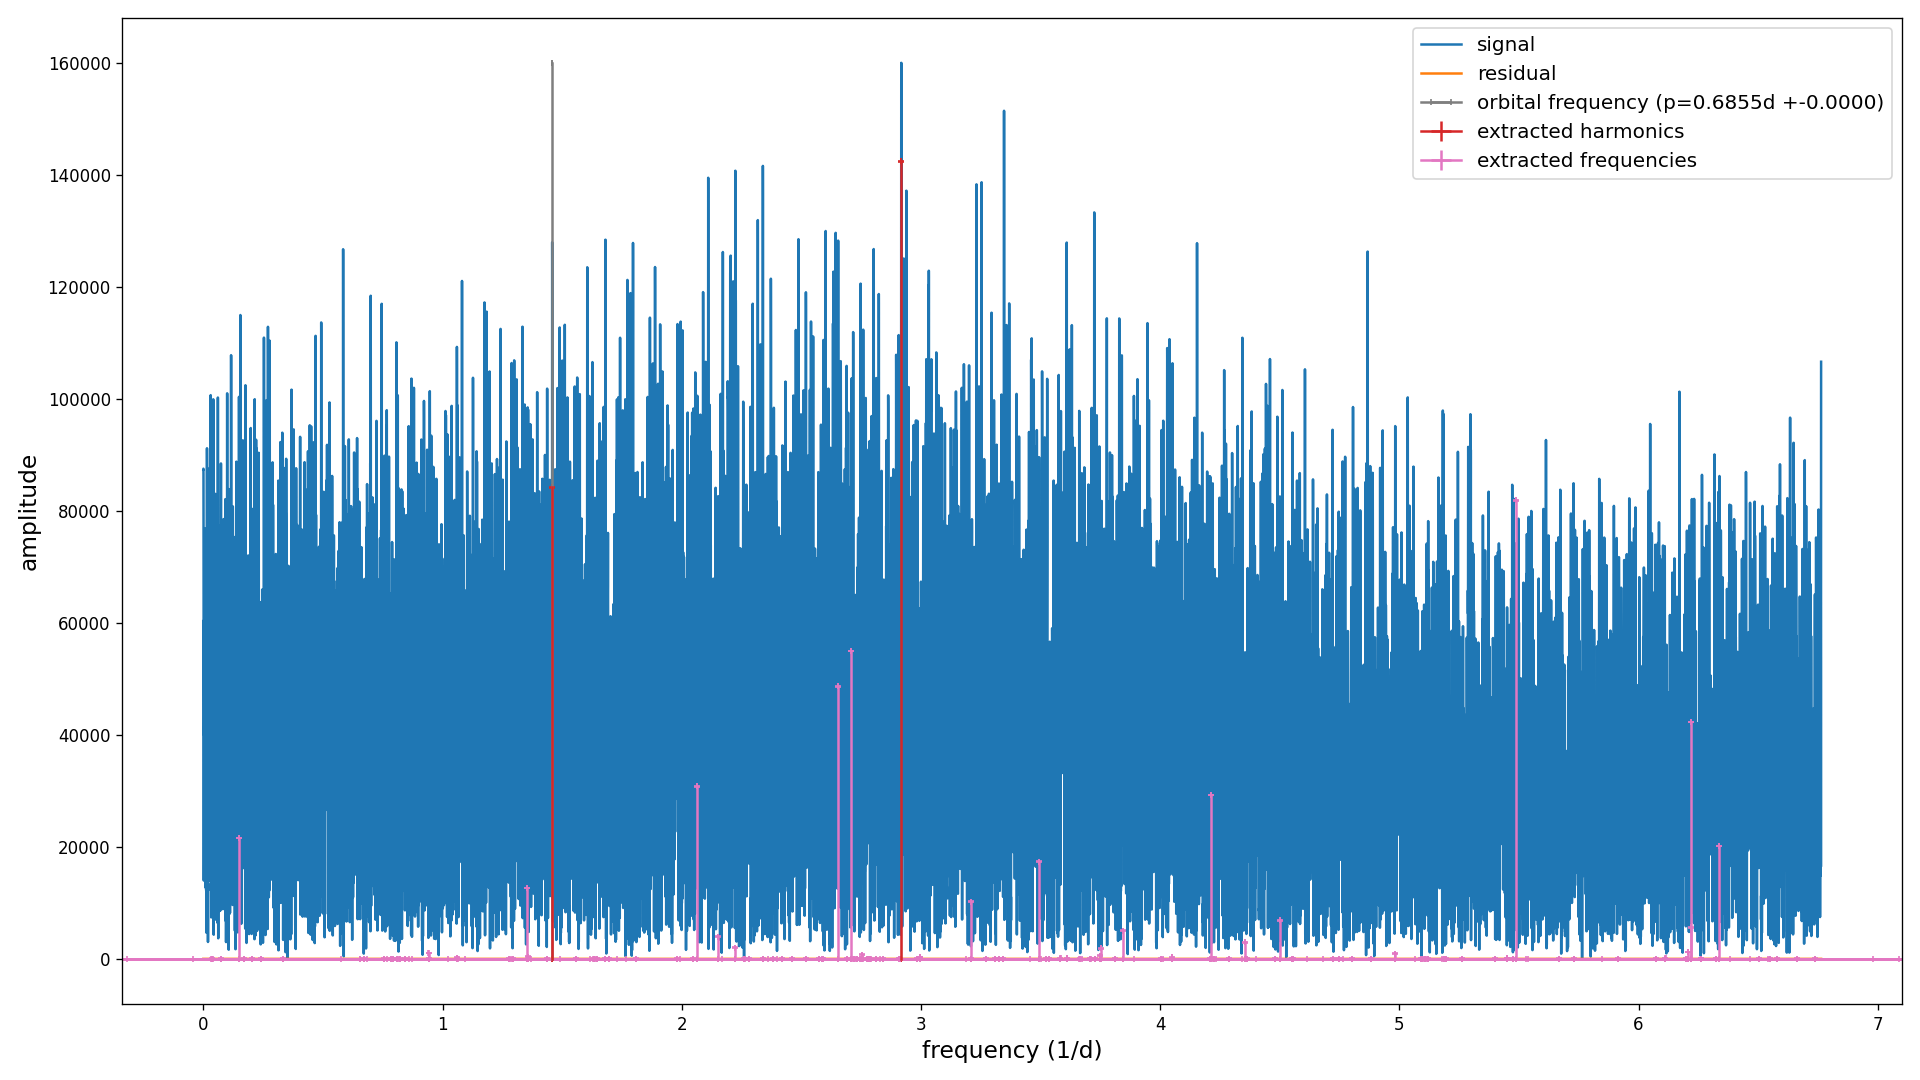 160000
140000
120000
100000
80000
60000
40000
20000
0
amplitude
0 1 2 3 4 5 6 7
frequency (1/d)
signal
residual
orbital frequency (p=0.6855d +-0.0000)
extracted harmonics
extracted frequencies